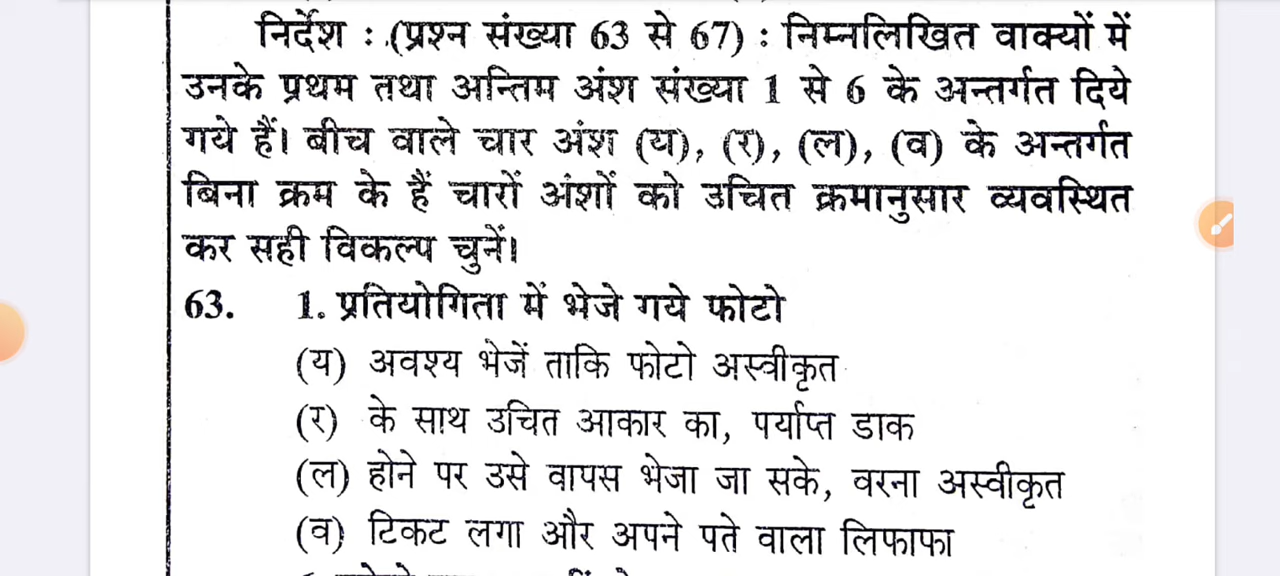 निर्देश : (प्रश्न संख्या 63 से 67) : निम्नलिखित वाक्यों में
उनके प्रथम तथा अन्तिम अंश संख्या 1 से 6 के अन्तर्गत दिये
गये हैं। बीच वाले चार अंश (य), (र), (ल), (व) के अन्तर्गत
बिना क्रम के हैं चारों अंशों को उचित क्रमानुसार व्यवस्थित
कर सही विकल्प चुनें।
63. 1. प्रतियोगिता में भेजे गये फोटो
(य) अवश्य भेजें ताकि फोटो अस्वीकृत
(र) के साथ उचित आकार का, पर्याप्त डाक
(ल) होने पर उसे वापस भेजा जा सके, वरना अस्वीकृत
(व) टिकट लगा और अपने पते वाला लिफाफा